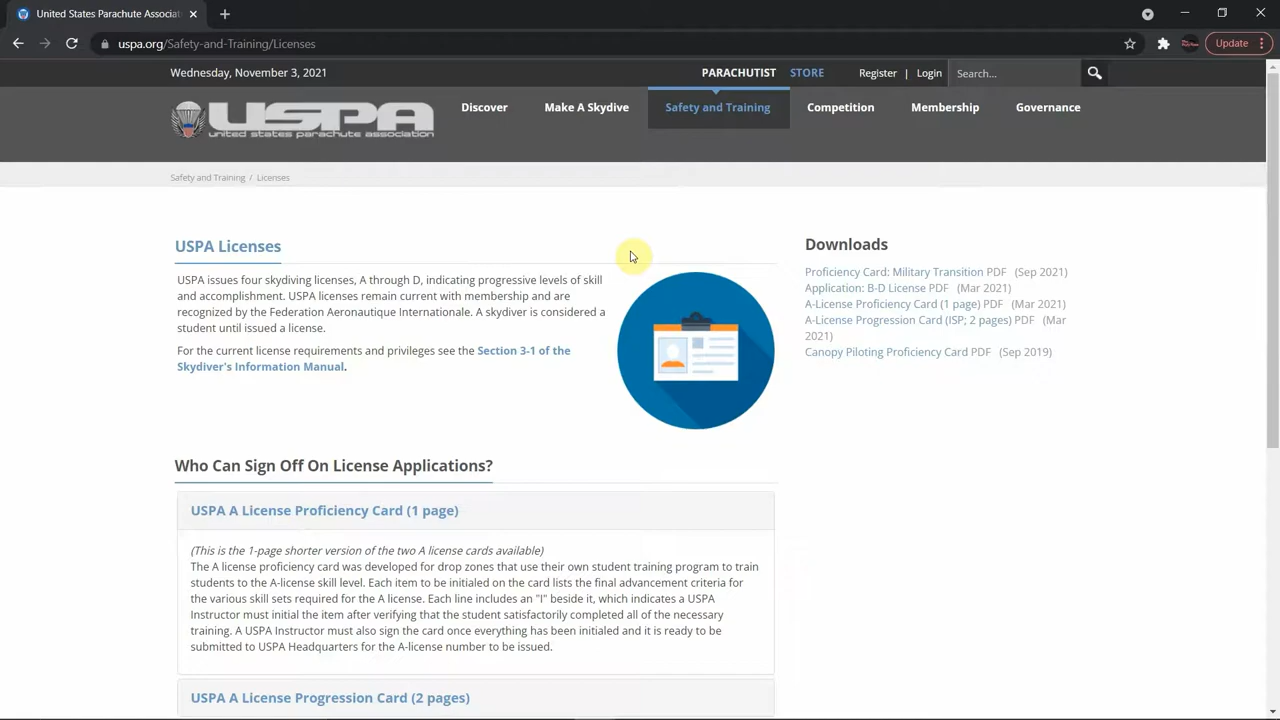 United States Parachute Associat
uspa.org/Safety-and-Training/Licenses
Update
Wednesday, November 3, 2021
PARACHUTIST STORE Register | Login Search...
USPA
united states parachute association
Discover Make A Skydive Safety and Training Competition Membership Governance
Safety and Training / Licenses
USPA Licenses
USPA issues four skydiving licenses, A through D, indicating progressive levels of skill
and accomplishment. USPA licenses remain current with membership and are
recognized by the Federation Aeronautique Internationale. A skydiver is considered a
student until issued a license.
For the current license requirements and privileges see the Section 3-1 of the
Skydiver's Information Manual.
Downloads
Proficiency Card: Military Transition PDF (Sep 2021)
Application: B-D License PDF (Mar 2021)
A-License Proficiency Card (1 page) PDF (Mar 2021)
A-License Progression Card (ISP; 2 pages) PDF (Mar
2021)
Canopy Piloting Proficiency Card PDF (Sep 2019)
Who Can Sign Off On License Applications?
USPA A License Proficiency Card (1 page)
(This is the 1-page shorter version of the two A license cards available)
The A license proficiency card was developed for drop zones that use their own student training program to train
students to the A-license skill level. Each item to be initialed on the card lists the final advancement criteria for
the various skill sets required for the A license. Each line includes an "I" beside it, which indicates a USPA
Instructor must initial the item after verifying that the student satisfactorily completed all of the necessary
training. A USPA Instructor must also sign the card once everything has been initialed and it is ready to be
submitted to USPA Headquarters for the A-license number to be issued.
USPA A License Progression Card (2 pages)